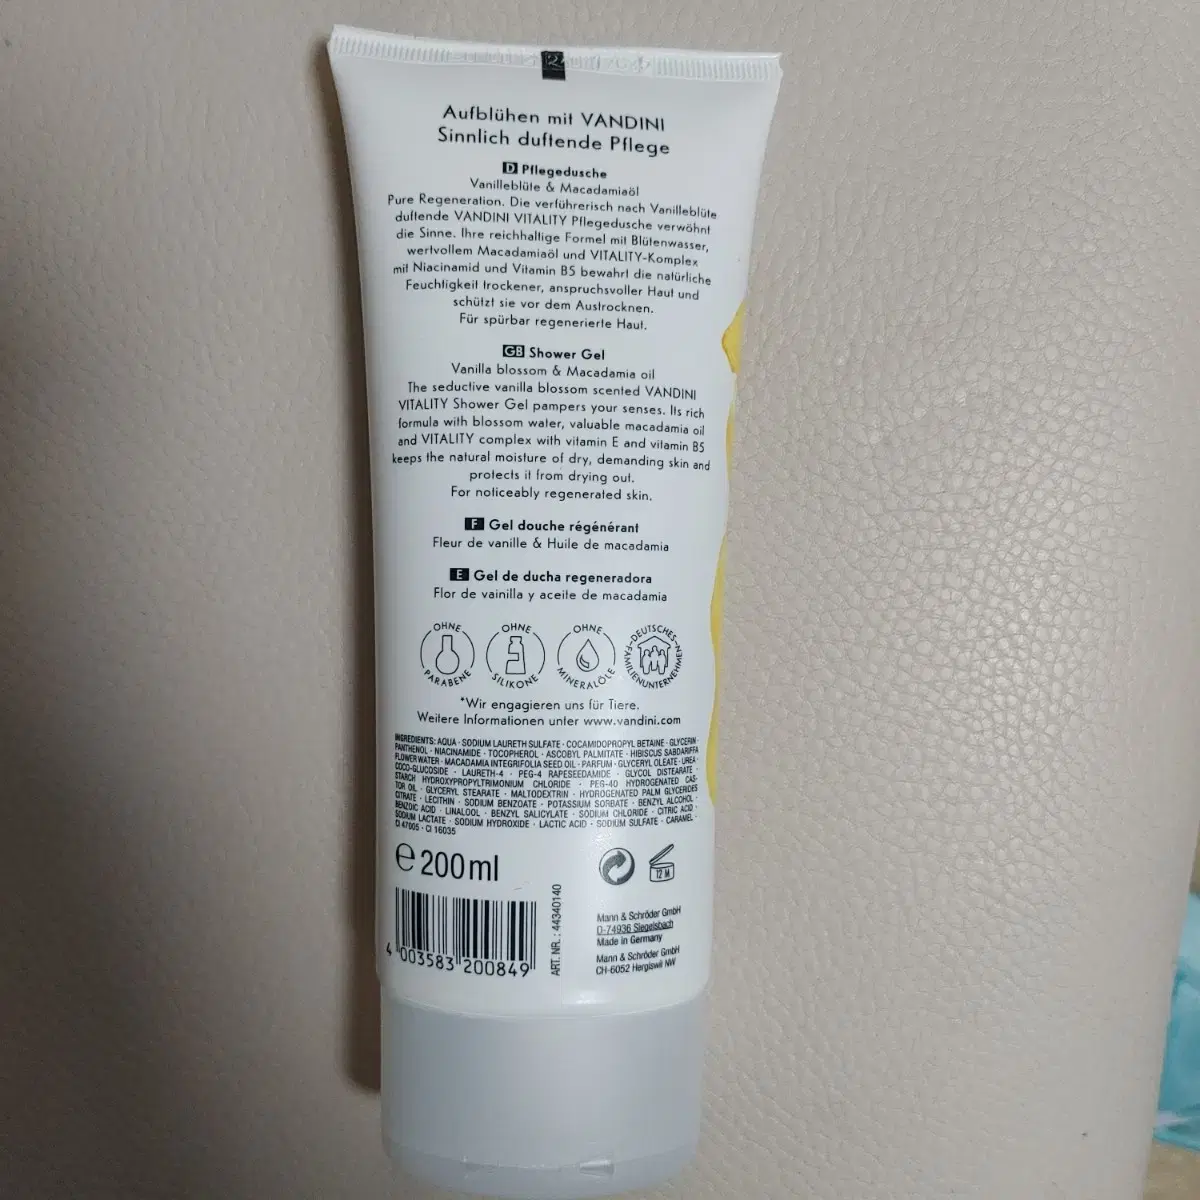 Aufblühen mit VANDINI
Sinnlich duftende Pflege
D Pflegedusche
Vanilleblüte & Macadamiaöl
Pure Regeneration. Die verführerisch nach Vanilleblüte
duftende VANDINI VITALITY Pflegedusche verwöhnt
die Sinne. Ihre reichhaltige Formel mit Blütenwasser,
wertvollem Macadamiaöl und VITALITY-Komplex
mit Niacinamid und Vitamin B5 bewahrt die natürliche
Feuchtigkeit trockener, anspruchsvoller Haut und
schützt sie vor dem Austrocknen.
Für spürbar regenerierte Haut.
GB Shower Gel
Vanilla blossom & Macadamia oil
The seductive vanilla blossom scented VANDINI
VITALITY Shower Gel pampers your senses. Its rich
formula with blossom water, valuable macadamia oil
and VITALITY complex with vitamin E and vitamin B5
keeps the natural moisture of dry, demanding skin and
protects it from drying out.
For noticeably regenerated skin.
F Gel douche régénérant
Fleur de vanille & Huile de macadamia
E Gel de ducha regeneradora
Flor de vainilla y aceite de macadamia
OHNE PARABENE
OHNE SILIKONE
OHNE MINERALÖLE
DEUTSCHES FAMILIENUNTERNEHMEN
*Wir engagieren uns für Tiere.
Weitere Informationen unter www.vandini.com
INGREDIENTS: AQUA · SODIUM LAURETH SULFATE · COCAMIDOPROPYL BETAINE · GLYCERIN ·
PANTHENOL · NIACINAMIDE · TOCOPHEROL · ASCOBYL PALMITATE · HIBISCUS SABDARIFFA
FLOWER WATER · MACADAMIA INTEGRIFOLIA SEED OIL · PARFUM · GLYCERYL OLEATE · UREA ·
COCO-GLUCOSIDE · LAURETH-4 · PEG-4 RAPESEEDAMIDE · GLYCOL DISTEARATE ·
STARCH HYDROXYPROPYLTRIMONIUM CHLORIDE · PEG-40 HYDROGENATED CAS-
TOR OIL · GLYCERYL STEARATE · MALTODEXTRIN · HYDROGENATED PALM GLYCERIDES
CITRATE · LECITHIN · SODIUM BENZOATE · POTASSIUM SORBATE · BENZYL ALCOHOL ·
BENZOIC ACID · LINALOOL · BENZYL SALICYLATE · SODIUM CHLORIDE · CITRIC ACID ·
SODIUM LACTATE · SODIUM HYDROXIDE · LACTIC ACID · SODIUM SULFATE · CARAMEL ·
CI 47005 · CI 16035
e 200ml
12 M
4 003583 200849
ART. NR.: 44340140
Mann & Schröder GmbH
D-74936 Siegelsbach
Made in Germany
Mann & Schröder GmbH
CH-6052 Hergiswil NW